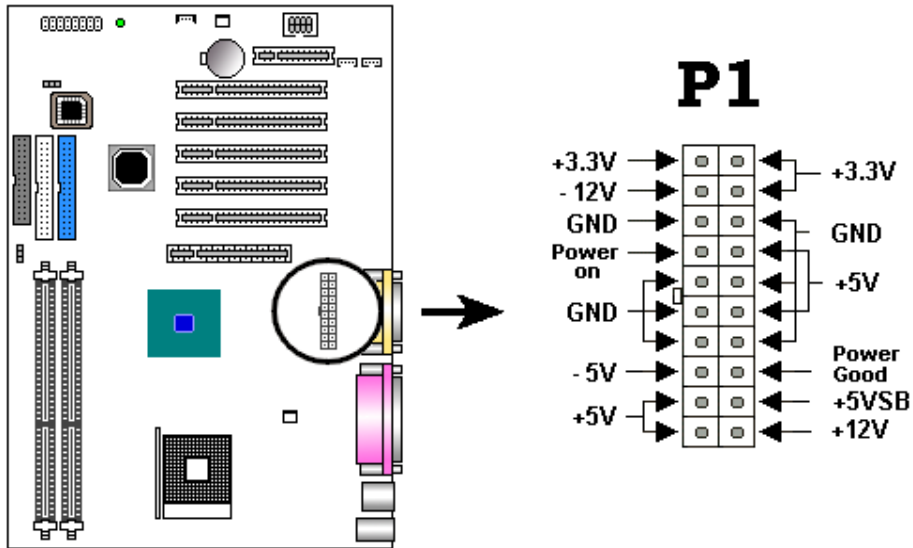 P1
+3.3V
- 12V
GND
Power
on
GND
- 5V
+5V
+3.3V
GND
+5V
Power
Good
+5VSB
+12V